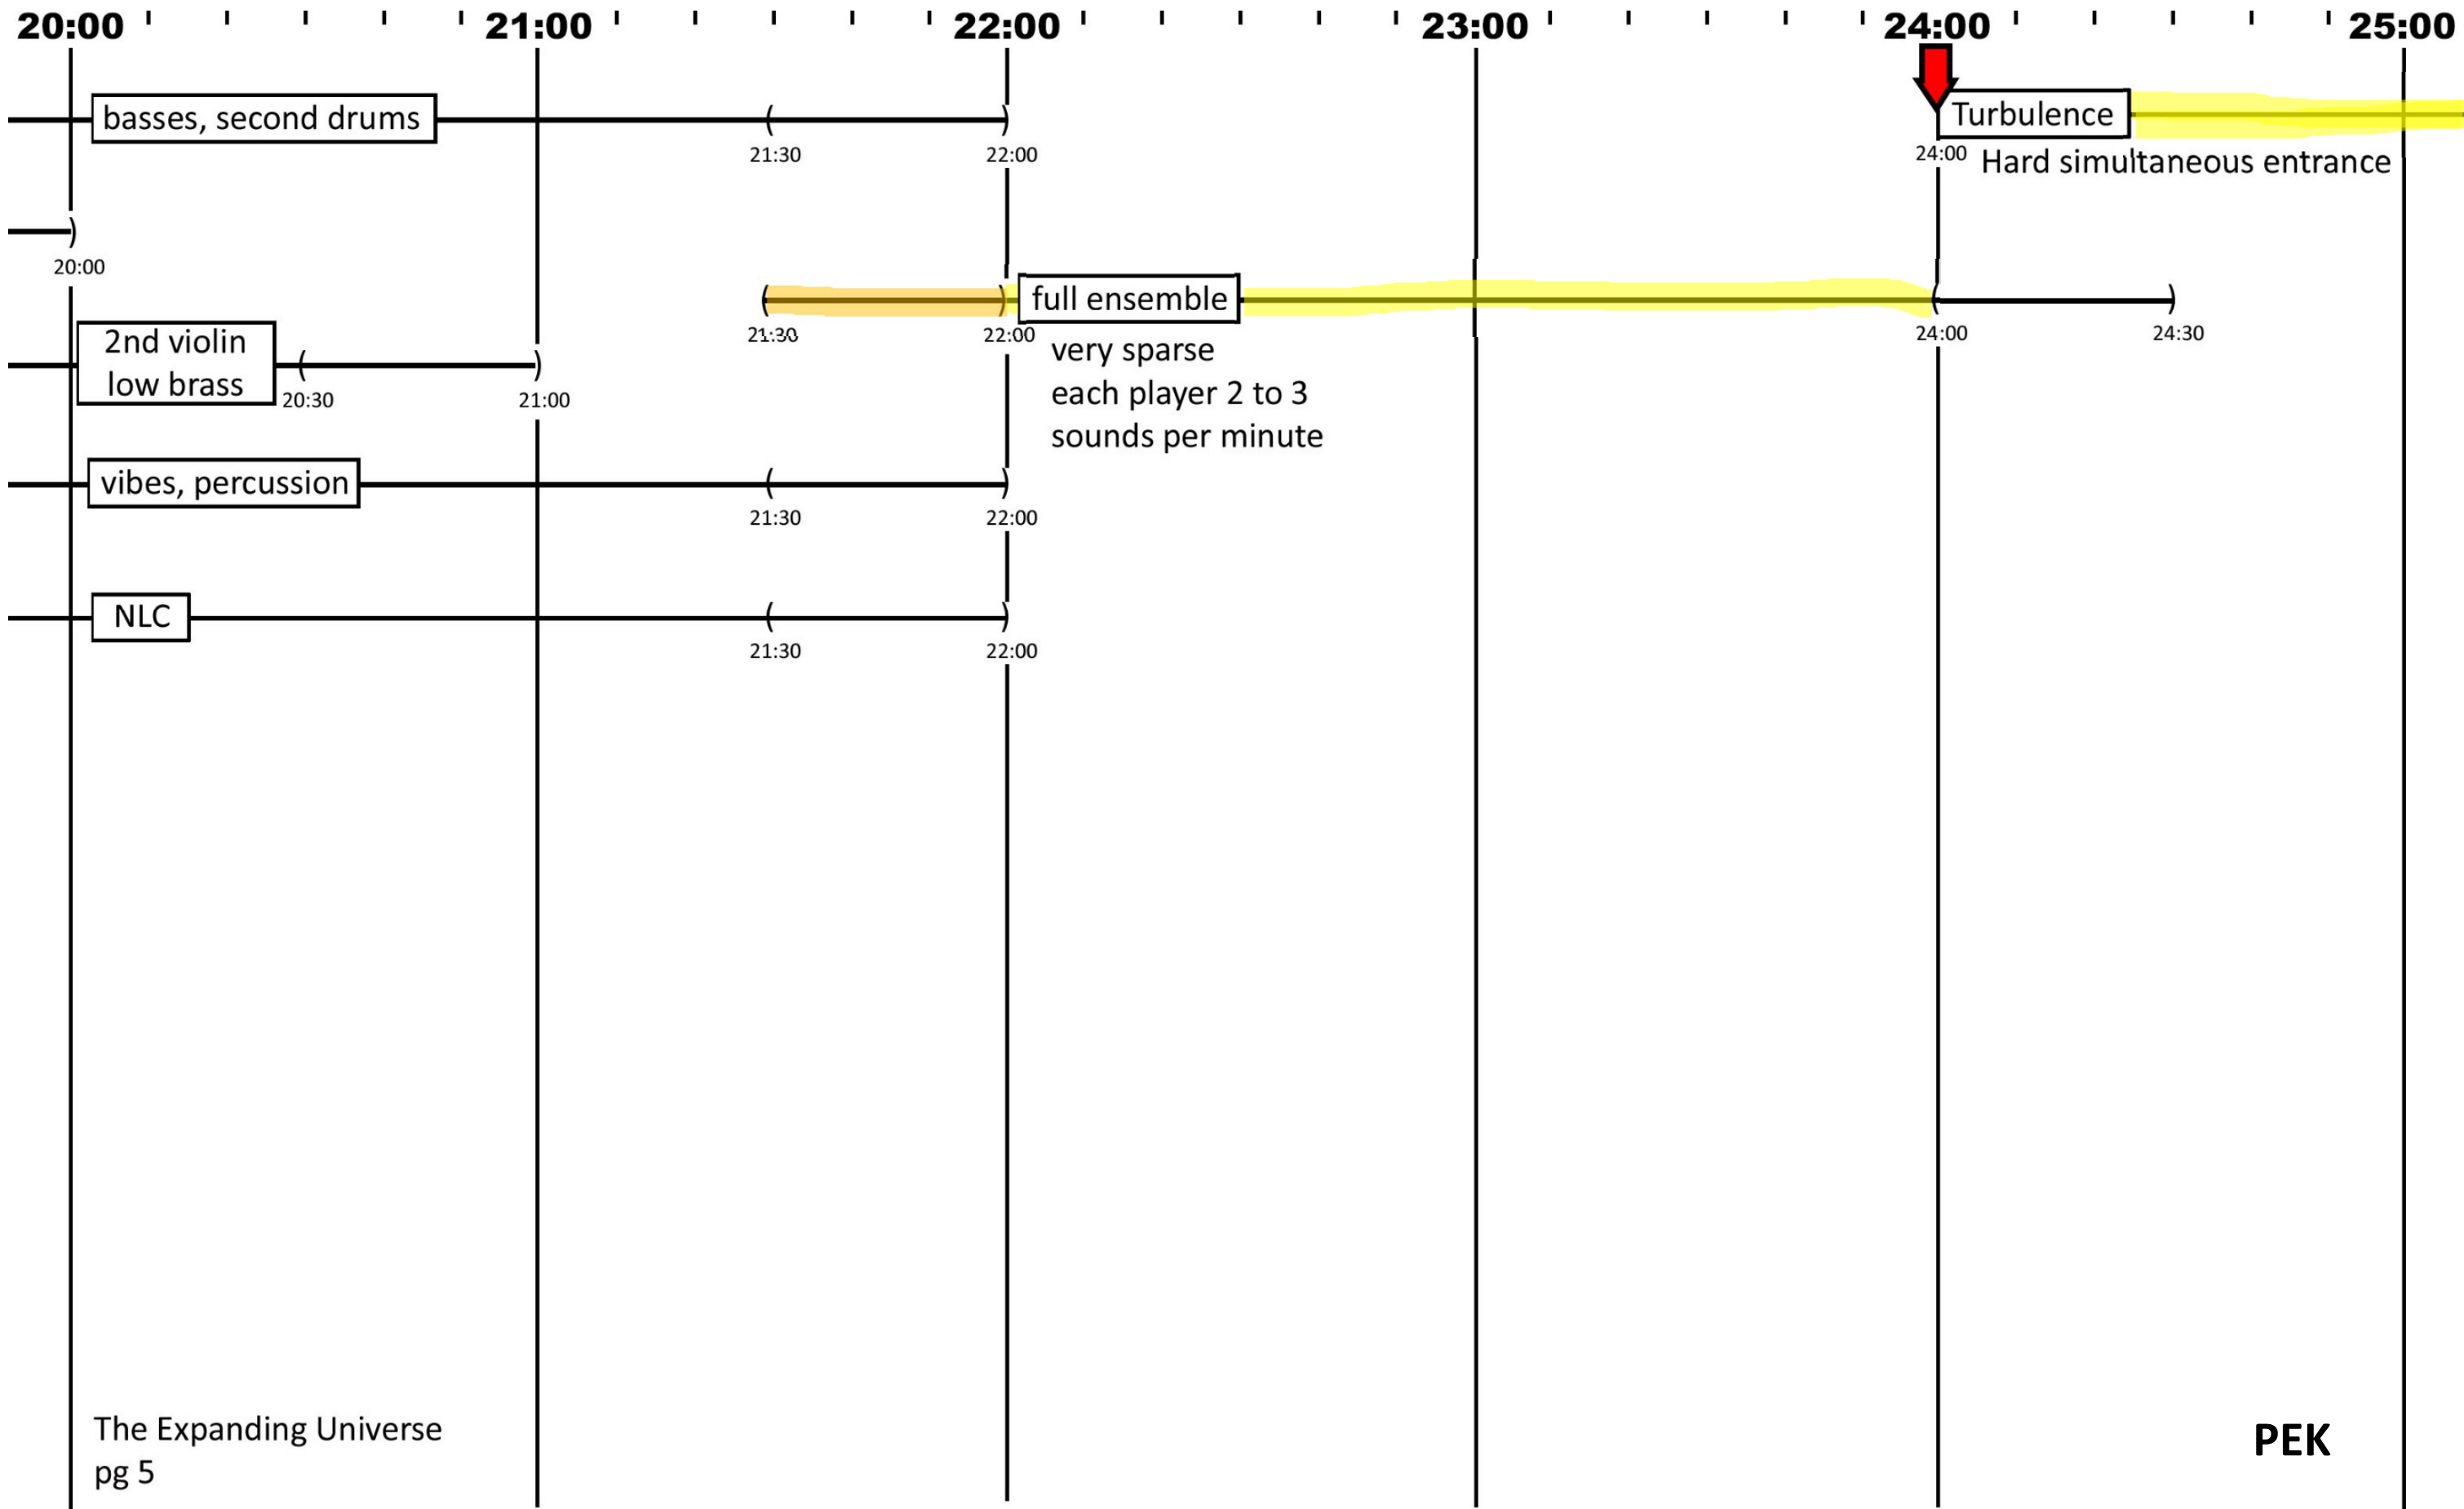 20:00 21:00 22:00 23:00 24:00 25:00
basses, second drums
21:30 22:00
Turbulence
24:00 Hard simultaneous entrance
20:00
full ensemble
21:30 22:00 24:00 24:30
very sparse
each player 2 to 3
sounds per minute
2nd violin
low brass
20:30 21:00
vibes, percussion
21:30 22:00
NLC
21:30 22:00
The Expanding Universe
pg 5
PEK